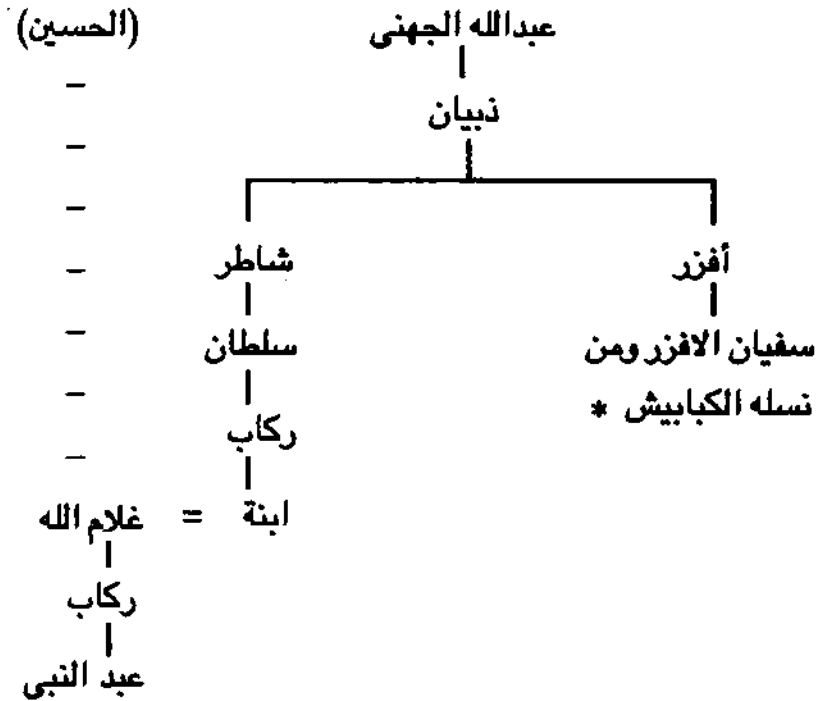 عبدالله الجهنى (الحسين)
ذبيان
أفزر شاطر
سفيان الافزر ومن سلطان
نسله الكبابيش * ركاب
ابنة = غلام الله
ركاب
عبد النبى